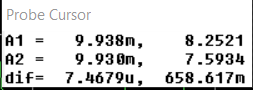 Probe Cursor
A1 = 9.938m, 8.2521
A2 = 9.930m, 7.5934
dif= 7.4679u, 658.617m